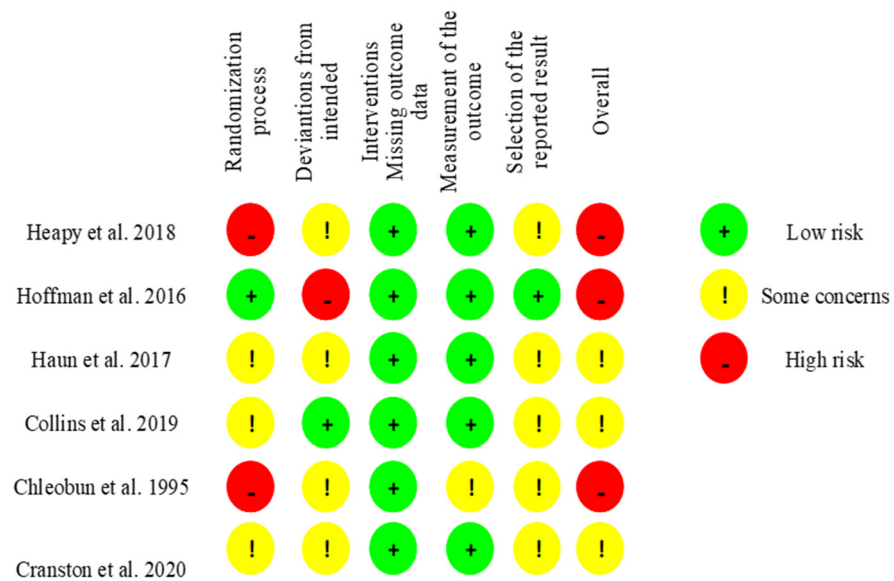 Randomization
process
Deviantions from
intended
Interventions
Missing outcome
data
Measurement of the
outcome
Selection of the
reported result
Overall
Heapy et al. 2018
-
!
+
+
!
-
+
Low risk
Hoffman et al. 2016
+
-
+
+
+
-
!
Some concerns
Haun et al. 2017
!
!
+
+
!
!
-
High risk
Collins et al. 2019
!
+
+
+
!
!
Chleobun et al. 1995
-
!
+
!
!
-
Cranston et al. 2020
!
!
+
+
!
!